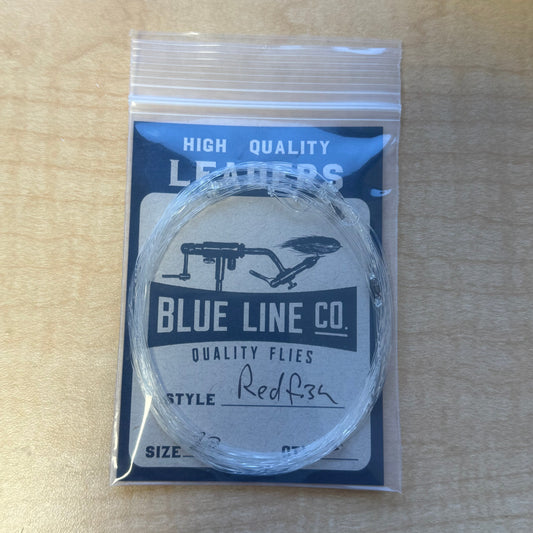 HIGH QUALITY
LEADERS
BLUE LINE CO.
QUALITY FLIES
STYLE Redfish
SIZE